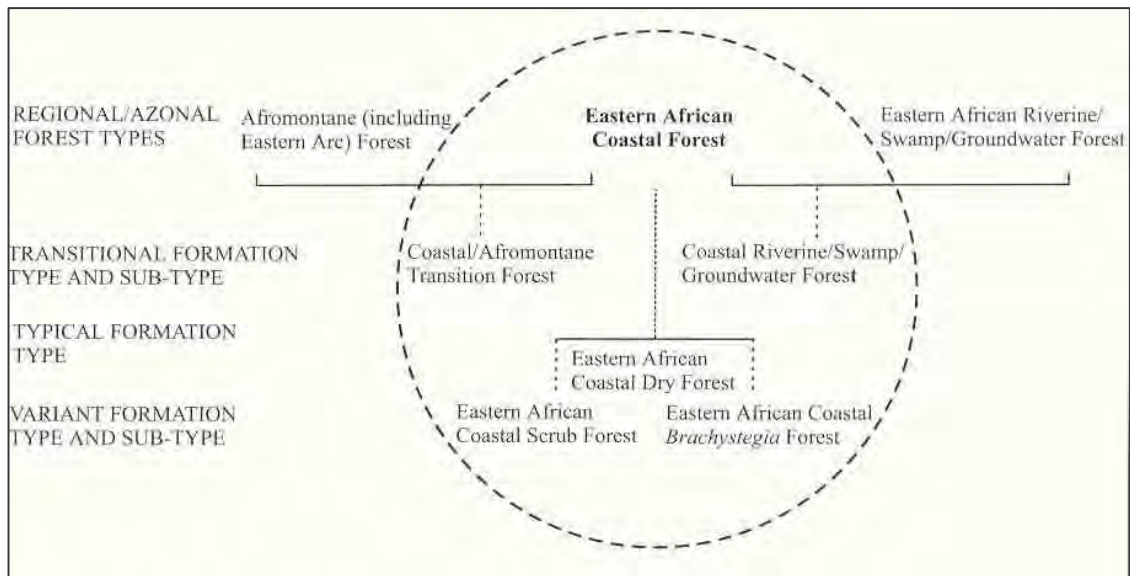 REGIONAL/AZONAL
FOREST TYPES
Afromontane (including
Eastern Arc) Forest
Eastern African
Coastal Forest
Eastern African Riverine/
Swamp/Groundwater Forest
TRANSITIONAL FORMATION
TYPE AND SUB-TYPE
Coastal/Afromontane
Transition Forest
Coastal Riverine/Swamp/
Groundwater Forest
TYPICAL FORMATION
TYPE
Eastern African
Coastal Dry Forest
VARIANT FORMATION
TYPE AND SUB-TYPE
Eastern African
Coastal Scrub Forest
Eastern African Coastal
Brachystegia Forest